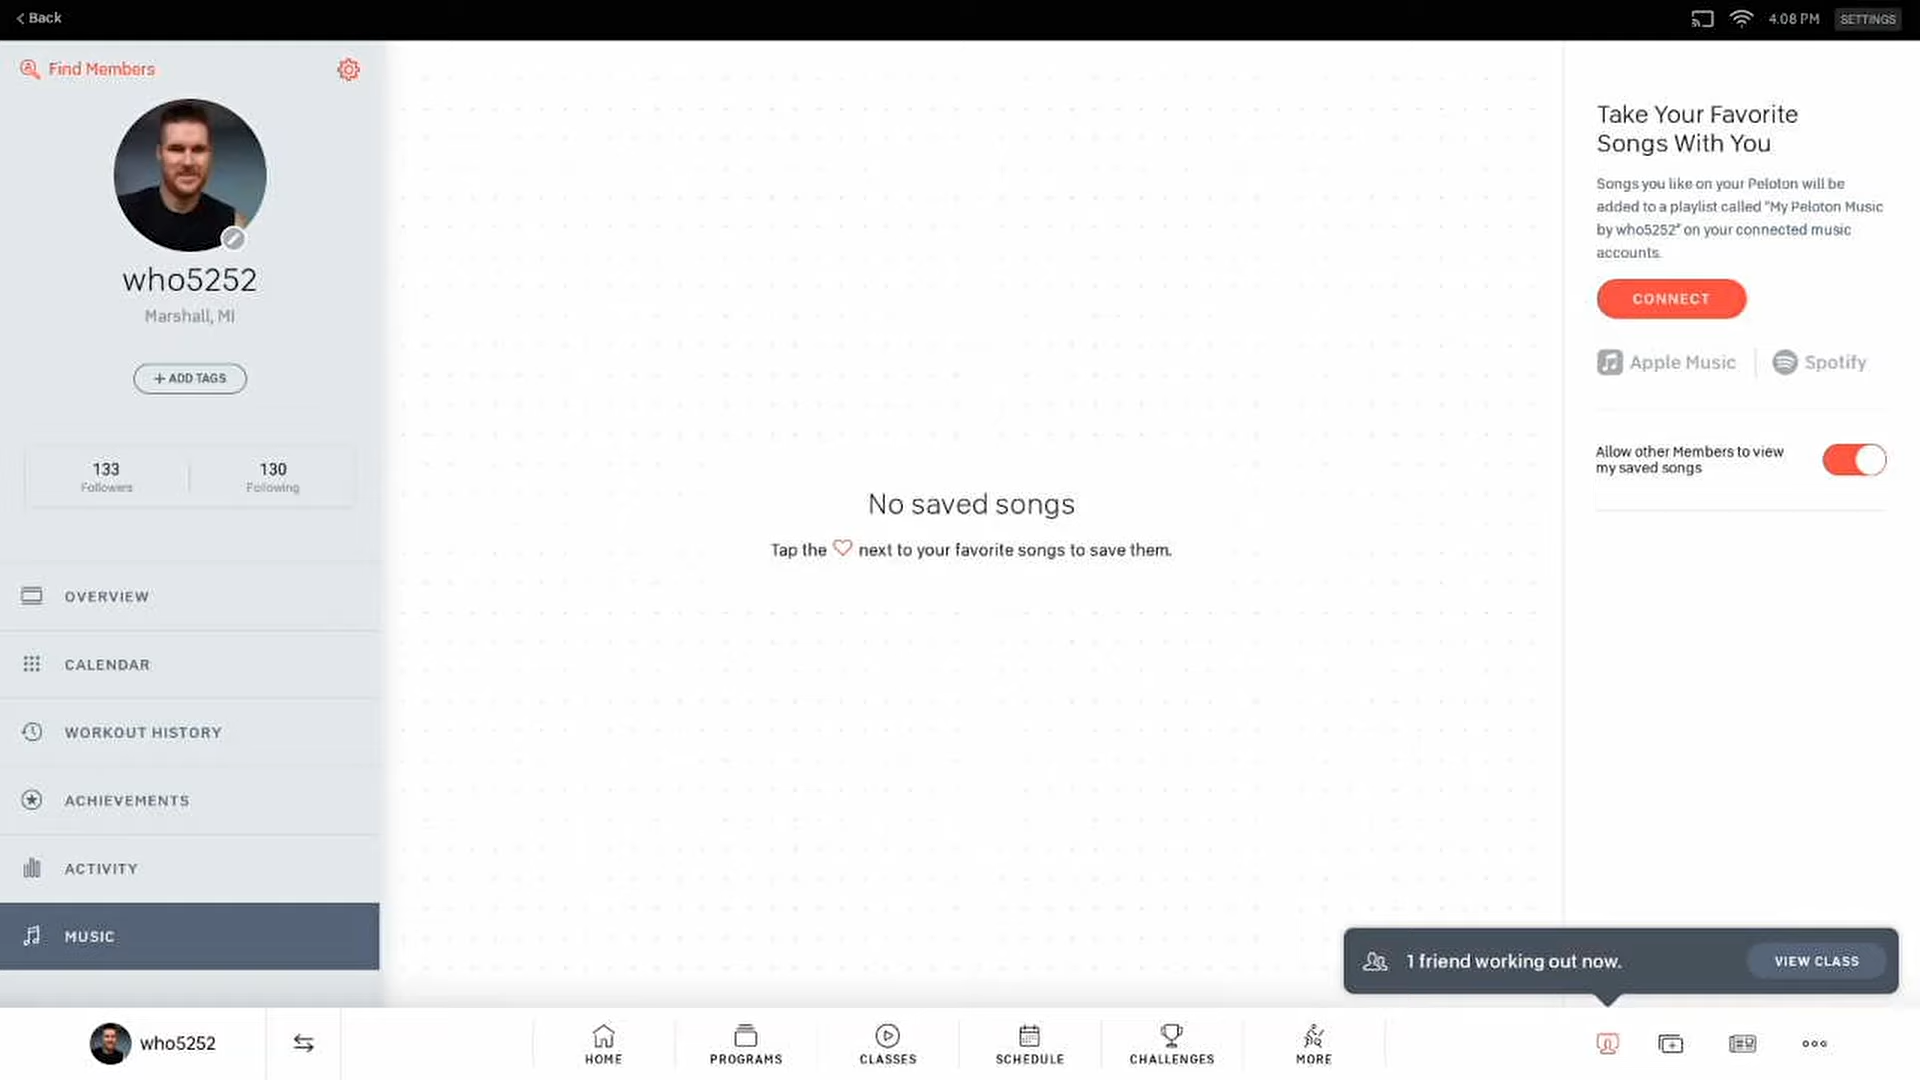 Back
4:08 PM
SETTINGS
Find Members
who5252
Marshall, MI
+ ADD TAGS
133
Followers
130
Following
OVERVIEW
CALENDAR
WORKOUT HISTORY
ACHIEVEMENTS
ACTIVITY
MUSIC
No saved songs
Tap the next to your favorite songs to save them.
Take Your Favorite
Songs With You
Songs you like on your Peloton will be
added to a playlist called "My Peloton Music
by who5252" on your connected music
accounts.
CONNECT
Apple Music
Spotify
Allow other Members to view
my saved songs
1 friend working out now.
VIEW CLASS
who5252
HOME
PROGRAMS
CLASSES
SCHEDULE
CHALLENGES
MORE